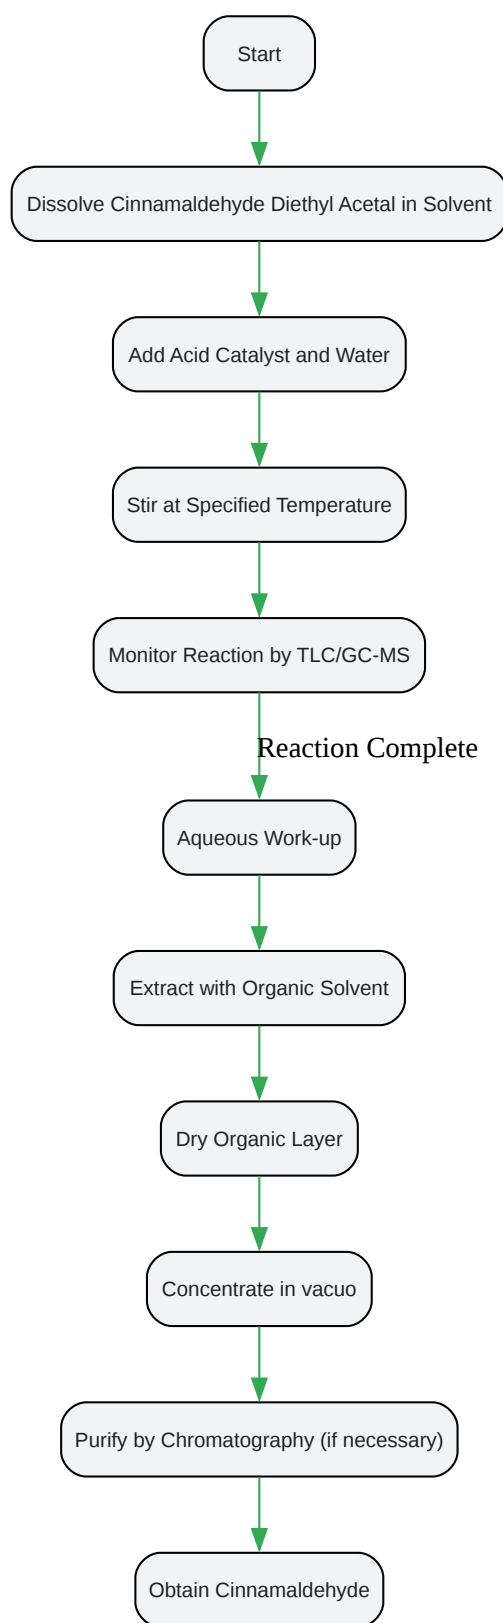 Start
Dissolve Cinnamaldehyde Diethyl Acetal in Solvent
Add Acid Catalyst and Water
Stir at Specified Temperature
Monitor Reaction by TLC/GC-MS
Reaction Complete
Aqueous Work-up
Extract with Organic Solvent
Dry Organic Layer
Concentrate in vacuo
Purify by Chromatography (if necessary)
Obtain Cinnamaldehyde